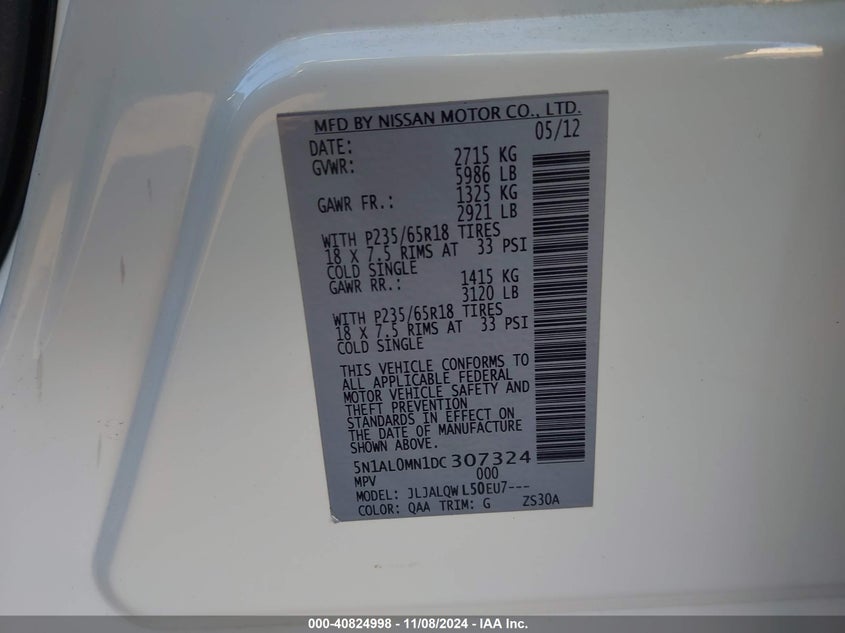 MFD BY NISSAN MOTOR CO., LTD.
DATE: 05/12
GVWR: 2715 KG
5986 LB
GAWR FR.: 1325 KG
2921 LB
WITH P235/65R18 TIRES
18 X 7.5 RIMS AT 33 PSI
COLD SINGLE
GAWR RR.: 1415 KG
3120 LB
WITH P235/65R18 TIRES
18 X 7.5 RIMS AT 33 PSI
COLD SINGLE
THIS VEHICLE CONFORMS TO
ALL APPLICABLE FEDERAL
MOTOR VEHICLE SAFETY AND
THEFT PREVENTION
STANDARDS IN EFFECT ON
THE DATE OF MANUFACTURE
SHOWN ABOVE.
5N1AL0MN1DC307324
MPV 000
MODEL: JLJALQWL50EU7---
COLOR: QAA TRIM: G ZS30A
000-40824998 - 11/08/2024 - IAA Inc.